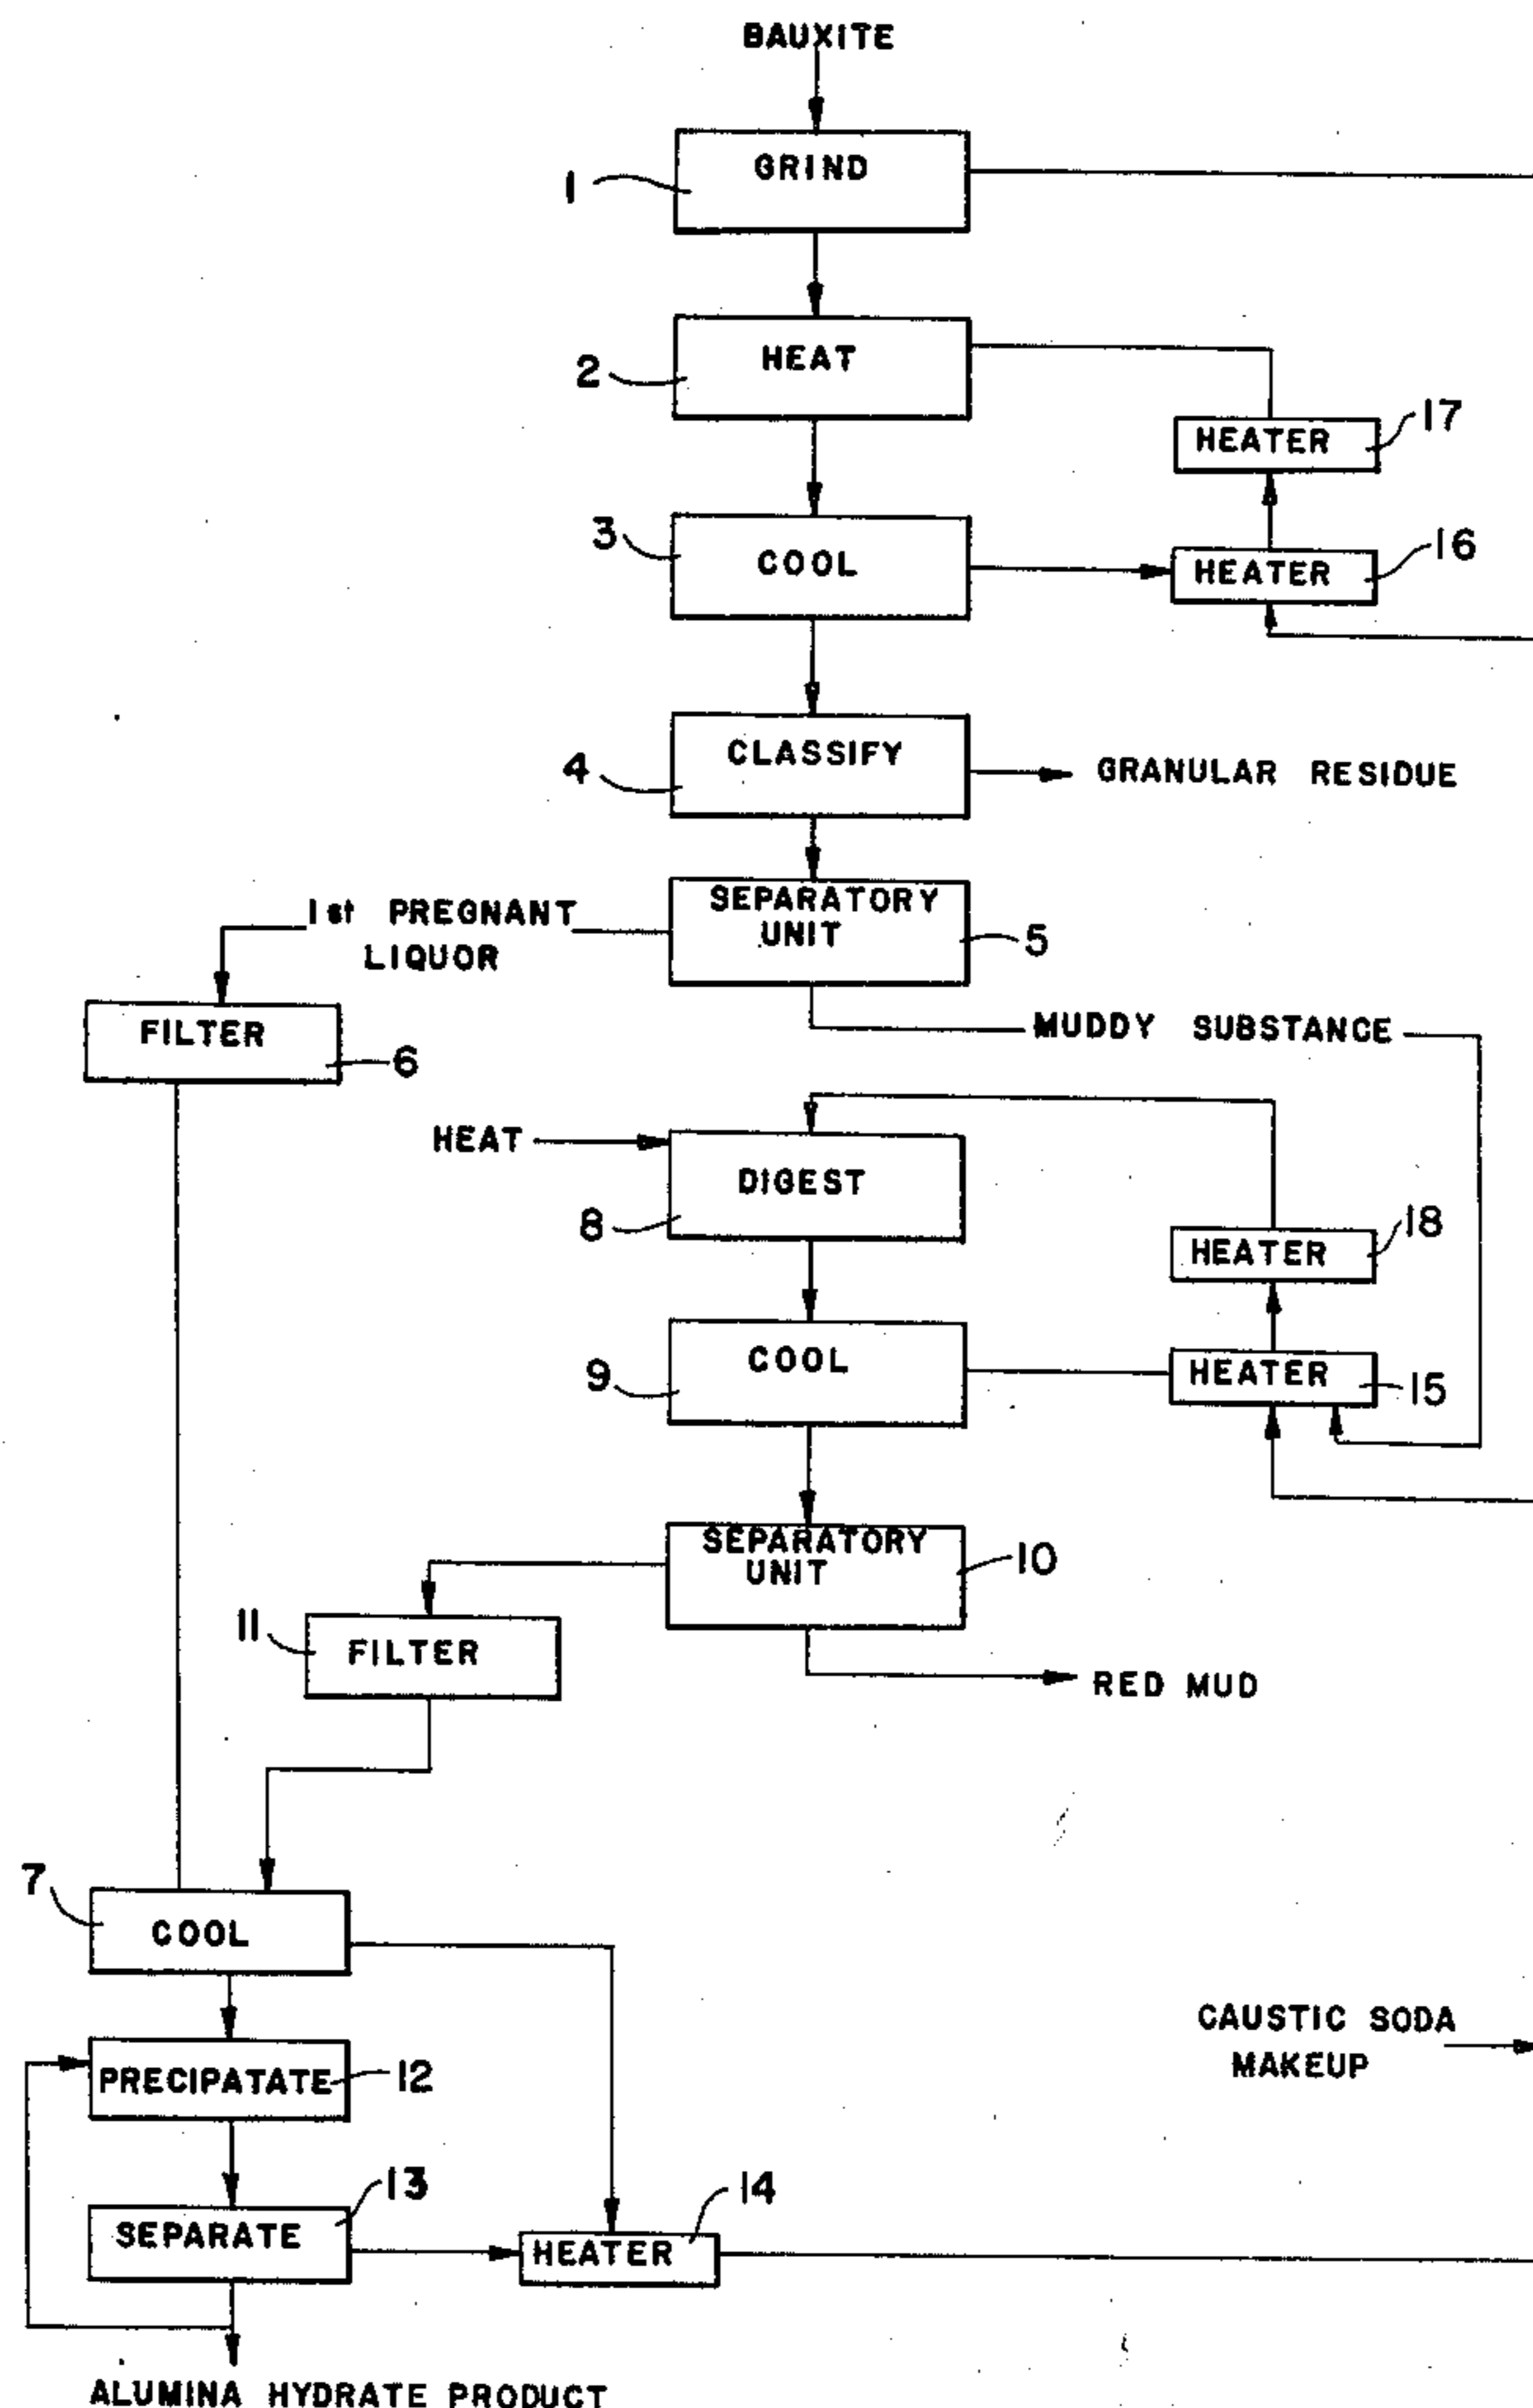 BAUXITE
GRIND
1
HEAT
2
HEATER
17
3
COOL
HEATER
16
CLASSIFY
4
GRANULAR RESIDUE
1st PREGNANT
LIQUOR
SEPARATORY
UNIT
5
MUDDY SUBSTANCE
FILTER
6
HEAT
DIGEST
8
HEATER
18
COOL
9
HEATER
15
SEPARATORY
UNIT
10
11
FILTER
RED MUD
7
COOL
CAUSTIC SODA
MAKEUP
PRECIPATATE
12
13
SEPARATE
14
HEATER
ALUMINA HYDRATE PRODUCT